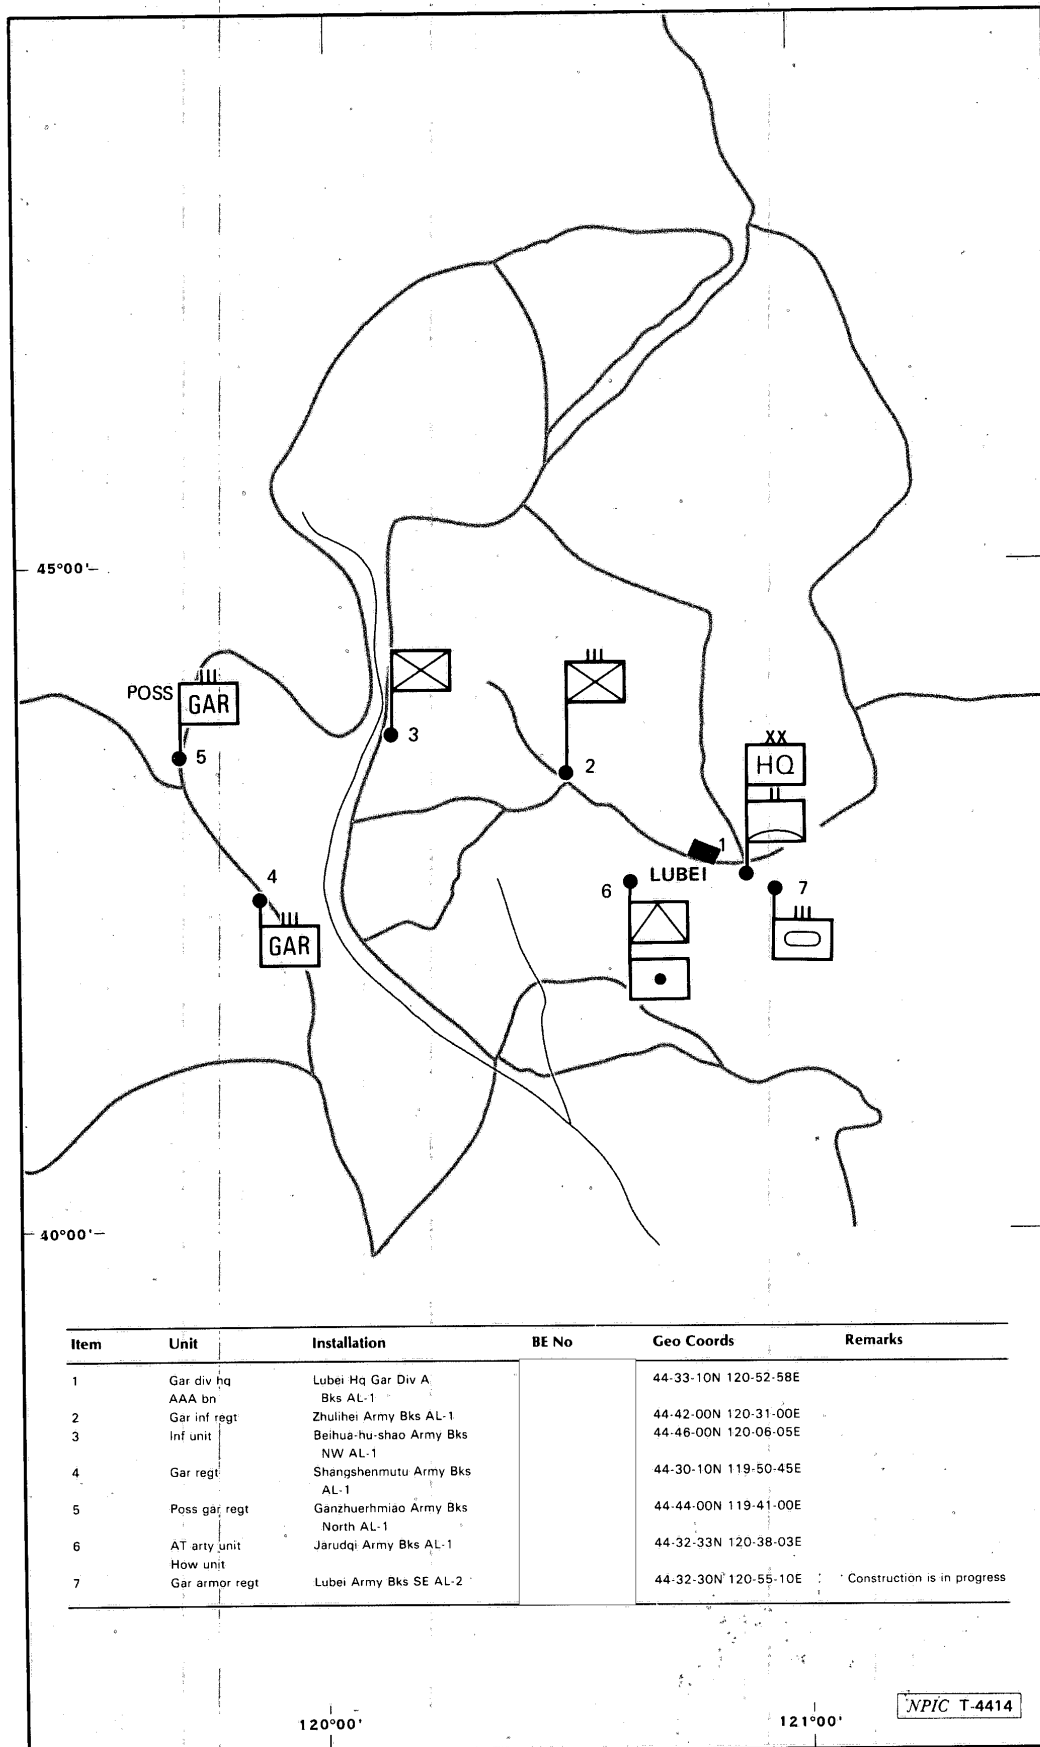 45°00'
POSS
GAR
5
3
2
XX
HQ
1
LUBEI
4
GAR
6
7
40°00'
Item Unit Installation BE No Geo Coords Remarks
1 Gar div hq Lubei Hq Gar Div A 44-33-10N 120-52-58E
AAA bn Bks AL-1
2 Gar inf regt Zhulihei Army Bks AL-1 44-42-00N 120-31-00E
3 Inf unit Beihua-hu-shao Army Bks 44-46-00N 120-06-05E
NW AL-1
4 Gar regt Shangshenmutu Army Bks 44-30-10N 119-50-45E
AL-1
5 Poss gar regt Ganzhuerhmiao Army Bks 44-44-00N 119-41-00E
North AL-1
6 AT arty unit Jarudqi Army Bks AL-1 44-32-33N 120-38-03E
How unit
7 Gar armor regt Lubei Army Bks SE AL-2 44-32-30N 120-55-10E Construction is in progress
NPIC T-4414
120°00' 121°00'